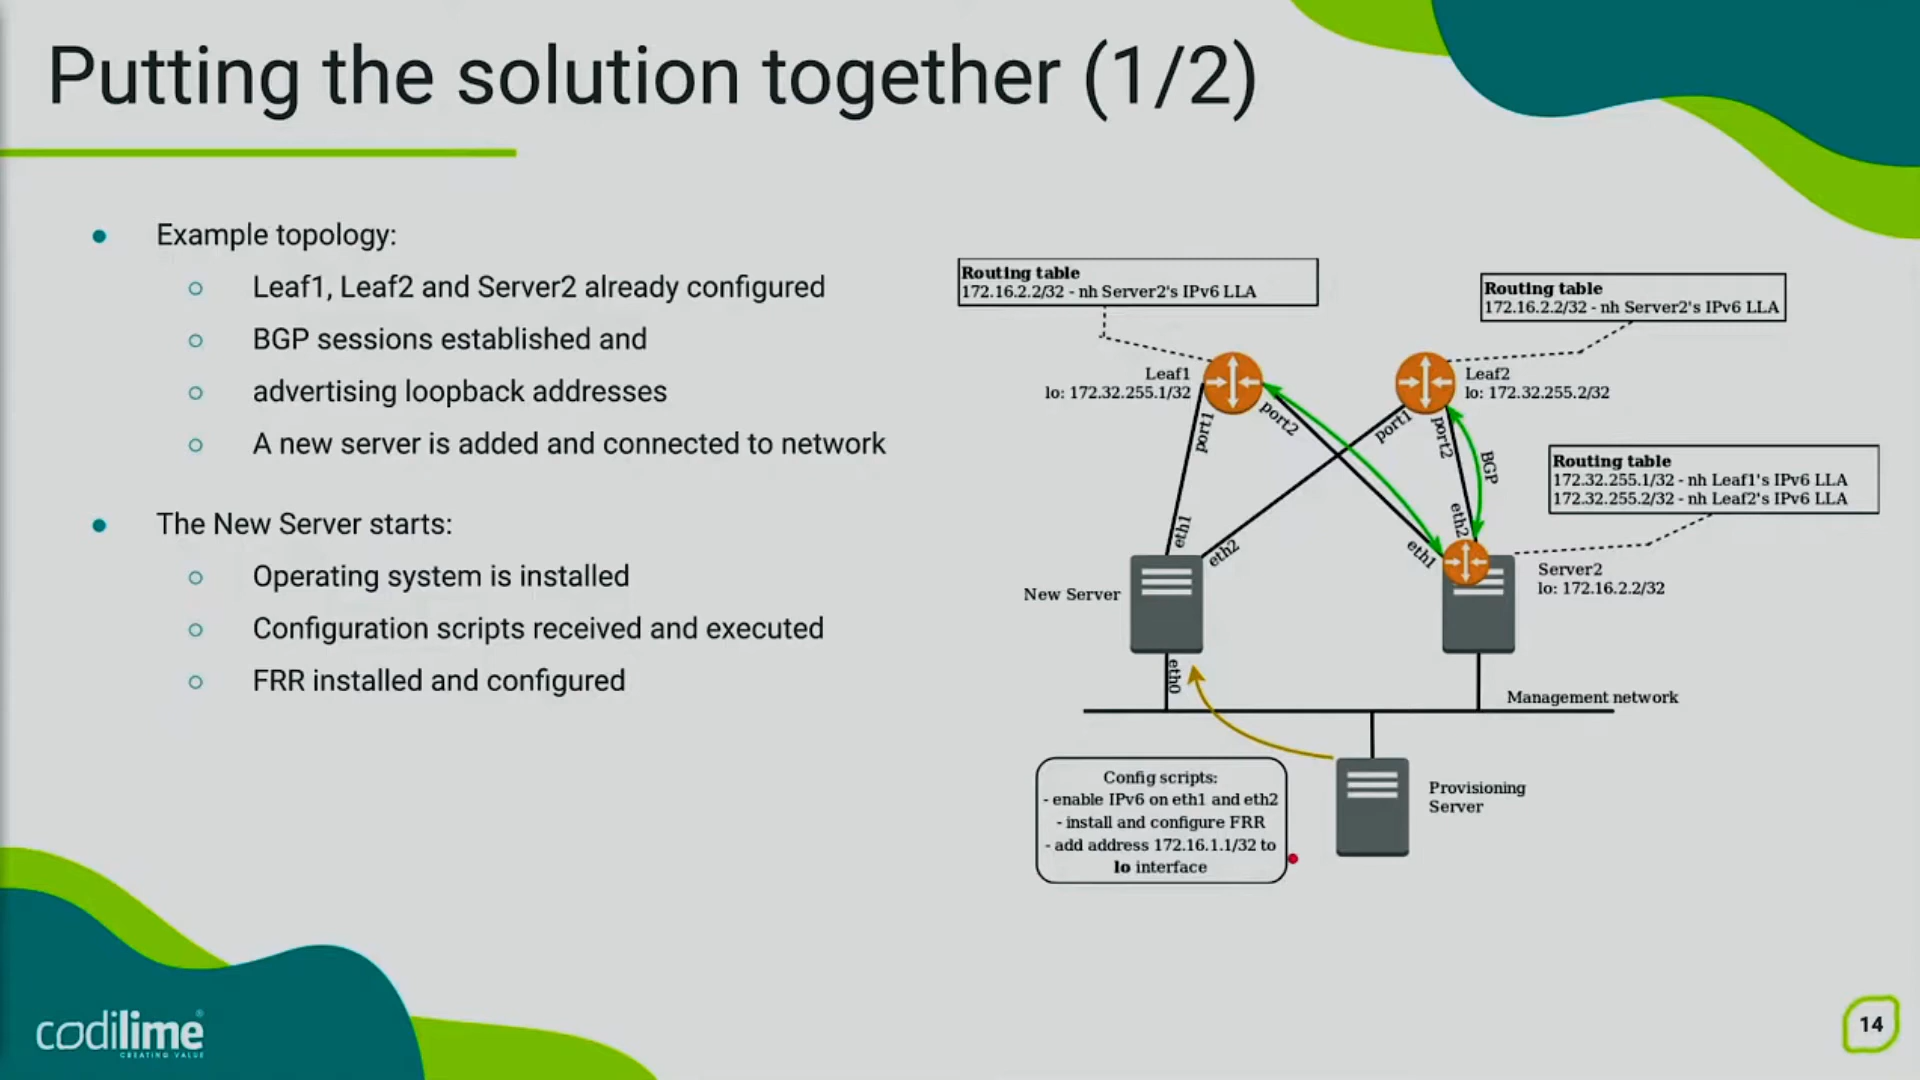 Putting the solution together (1/2)
Example topology:
Leaf1, Leaf2 and Server2 already configured
BGP sessions established and
advertising loopback addresses
A new server is added and connected to network
The New Server starts:
Operating system is installed
Configuration scripts received and executed
FRR installed and configured
Routing table
172.16.2.2/32 - nh Server2's IPv6 LLA
Routing table
172.16.2.2/32 - nh Server2's IPv6 LLA
Leaf1
lo: 172.32.255.1/32
Leaf2
lo: 172.32.255.2/32
port1
port2
port1
port2
BGP
Routing table
172.32.255.1/32 - nh Leaf1's IPv6 LLA
172.32.255.2/32 - nh Leaf2's IPv6 LLA
eth1
eth2
eth1
eth2
New Server
Server2
lo: 172.16.2.2/32
eth0
Management network
Config scripts:
- enable IPv6 on eth1 and eth2
- install and configure FRR
- add address 172.16.1.1/32 to
lo interface
Provisioning
Server
codilime®
CREATING VALUE
14